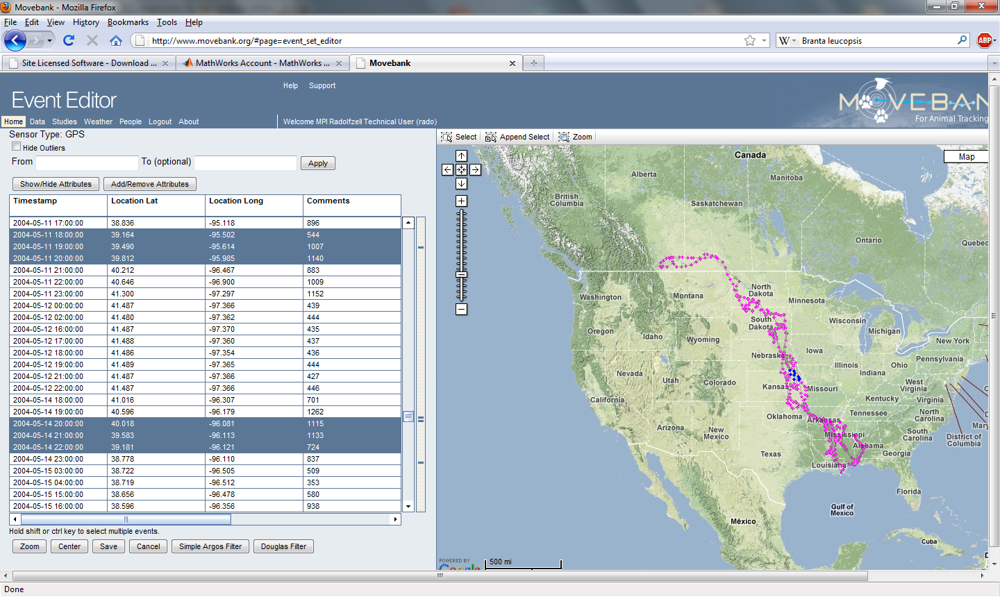 Movebank - Mozilla Firefox
File Edit View History Bookmarks Tools Help
http://www.movebank.org/#page=event_set_editor
W Branta leucopsis
ABP
Site Licensed Software - Download ... MathWorks Account - MathWorks ... Movebank
Help Support
Event Editor
MOVEBAN
For Animal Tracking
Home Data Studies Weather People Logout About Welcome MPI Radolfzell Technical User (rado)
Sensor Type: GPS
Hide Outliers
From To (optional) Apply
Show/Hide Attributes Add/Remove Attributes
Timestamp Location Lat Location Long Comments
2004-05-11 17:00:00 38.836 -95.118 896
2004-05-11 18:00:00 39.164 -95.502 544
2004-05-11 19:00:00 39.490 -95.614 1007
2004-05-11 20:00:00 39.812 -95.985 1140
2004-05-11 21:00:00 40.212 -96.467 883
2004-05-11 22:00:00 40.646 -96.900 1009
2004-05-11 23:00:00 41.300 -97.297 1152
2004-05-12 00:00:00 41.487 -97.366 439
2004-05-12 02:00:00 41.480 -97.362 444
2004-05-12 16:00:00 41.487 -97.370 435
2004-05-12 17:00:00 41.488 -97.360 437
2004-05-12 18:00:00 41.486 -97.354 436
2004-05-12 19:00:00 41.489 -97.365 444
2004-05-12 21:00:00 41.487 -97.366 427
2004-05-12 22:00:00 41.487 -97.366 446
2004-05-14 18:00:00 41.016 -96.307 701
2004-05-14 19:00:00 40.596 -96.179 1262
2004-05-14 20:00:00 40.018 -96.081 1115
2004-05-14 21:00:00 39.583 -96.113 1133
2004-05-14 22:00:00 39.181 -96.121 724
2004-05-14 23:00:00 38.778 -96.110 837
2004-05-15 03:00:00 38.722 -96.505 509
2004-05-15 04:00:00 38.719 -96.512 353
2004-05-15 15:00:00 38.656 -96.478 580
2004-05-15 16:00:00 38.596 -96.356 938
Hold shift or ctrl key to select multiple events.
Zoom Center Save Cancel Simple Argos Filter Douglas Filter
Select Append Select Zoom
Map
Canada
Alberta
Manitoba
British
Columbia
Saskatchewan
Ontario
Quebec
Washington
Montana
North
Dakota
Minnesota
Oregon
Idaho
South
Dakota
Wisconsin
Michigan
Wyoming
New York
Nebraska
Iowa
Illinois
Ohio
Pennsylvania
Nevada
Utah
Colorado
Indiana
Kansas
Missouri
West
Virginia
Virginia
California
Kentucky
Tennessee
North
Carolina
Mary
Oklahoma
Arkansas
Arizona
New
Mexico
Mississippi
South
Carolina
District of
Columbia
Alabama
Georgia
Texas
Louisiana
Florida
Gulf of
Mexico
México
Cuba
POWERED BY
Google
500 mi
Done